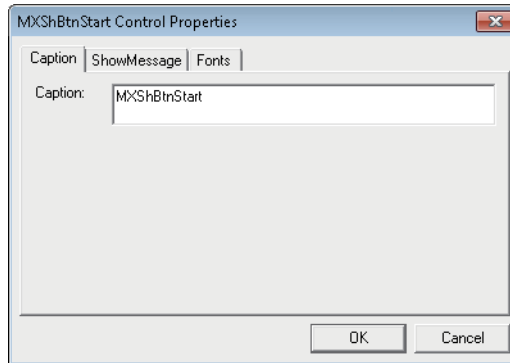 MXShBtnStart Control Properties
Caption ShowMessage Fonts
Caption: MXShBtnStart
OK Cancel